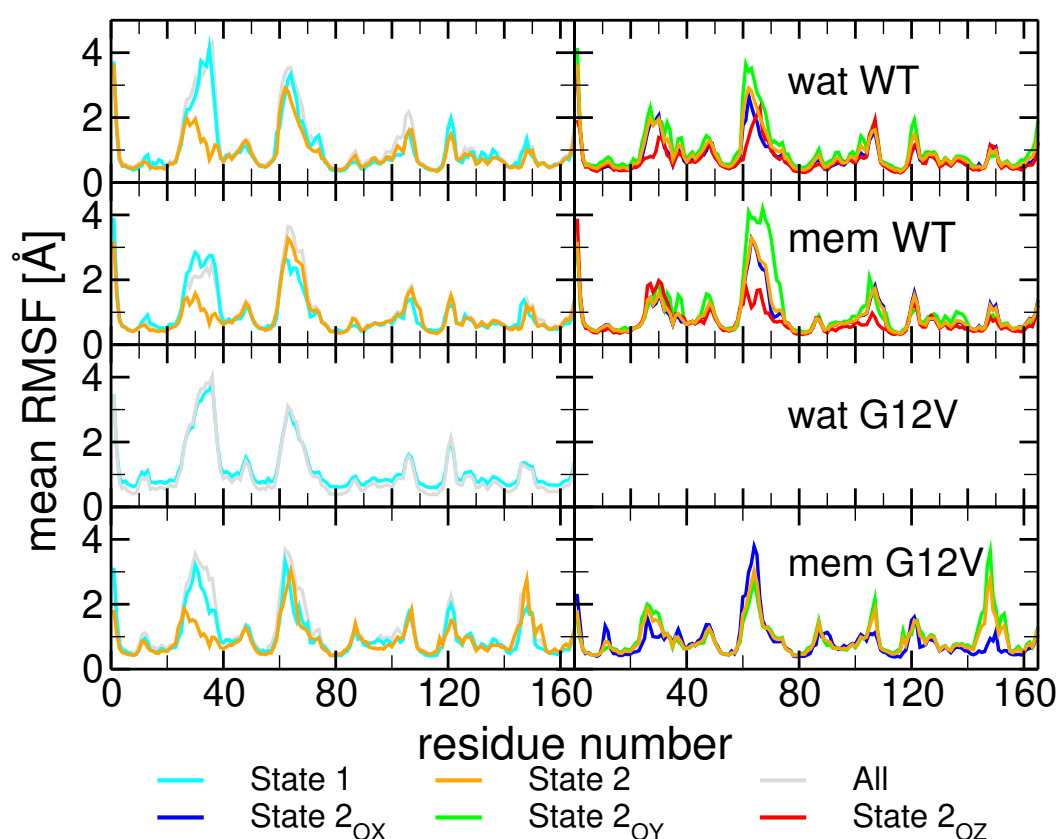 4
2
0
wat WT
4
2
0
mem WT
4
2
0
wat G12V
4
2
0
mem G12V
mean RMSF [Å]
0 40 80 120 160 40 80 120 160
residue number
State 1 State 2 All
State 2OX State 2OY State 2OZ